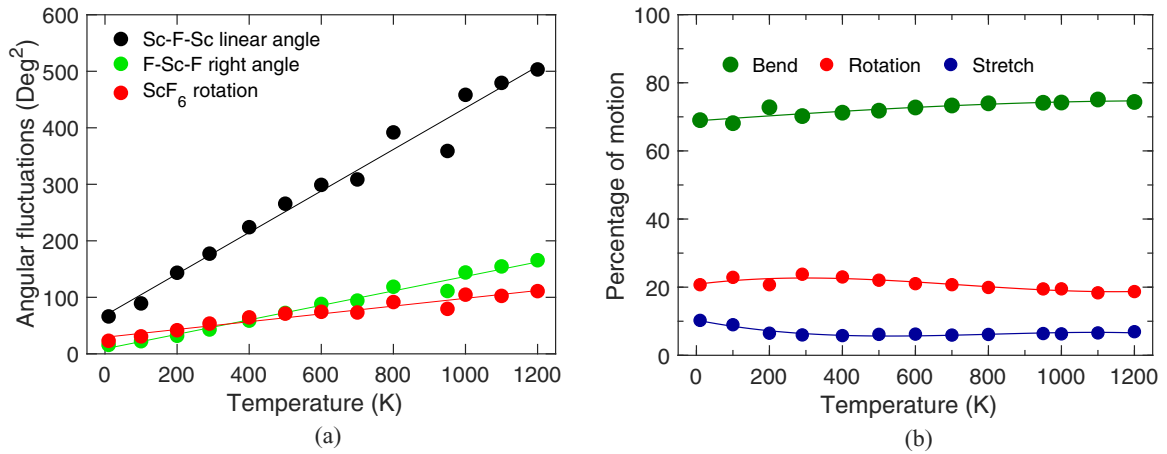 600
500
400
300
200
100
0
Angular fluctuations (Deg²)
Sc-F-Sc linear angle
F-Sc-F right angle
ScF₆ rotation
0 200 400 600 800 1000 1200
Temperature (K)
(a)
100
80
60
40
20
0
Percentage of motion
Bend Rotation Stretch
0 200 400 600 800 1000 1200
Temperature (K)
(b)